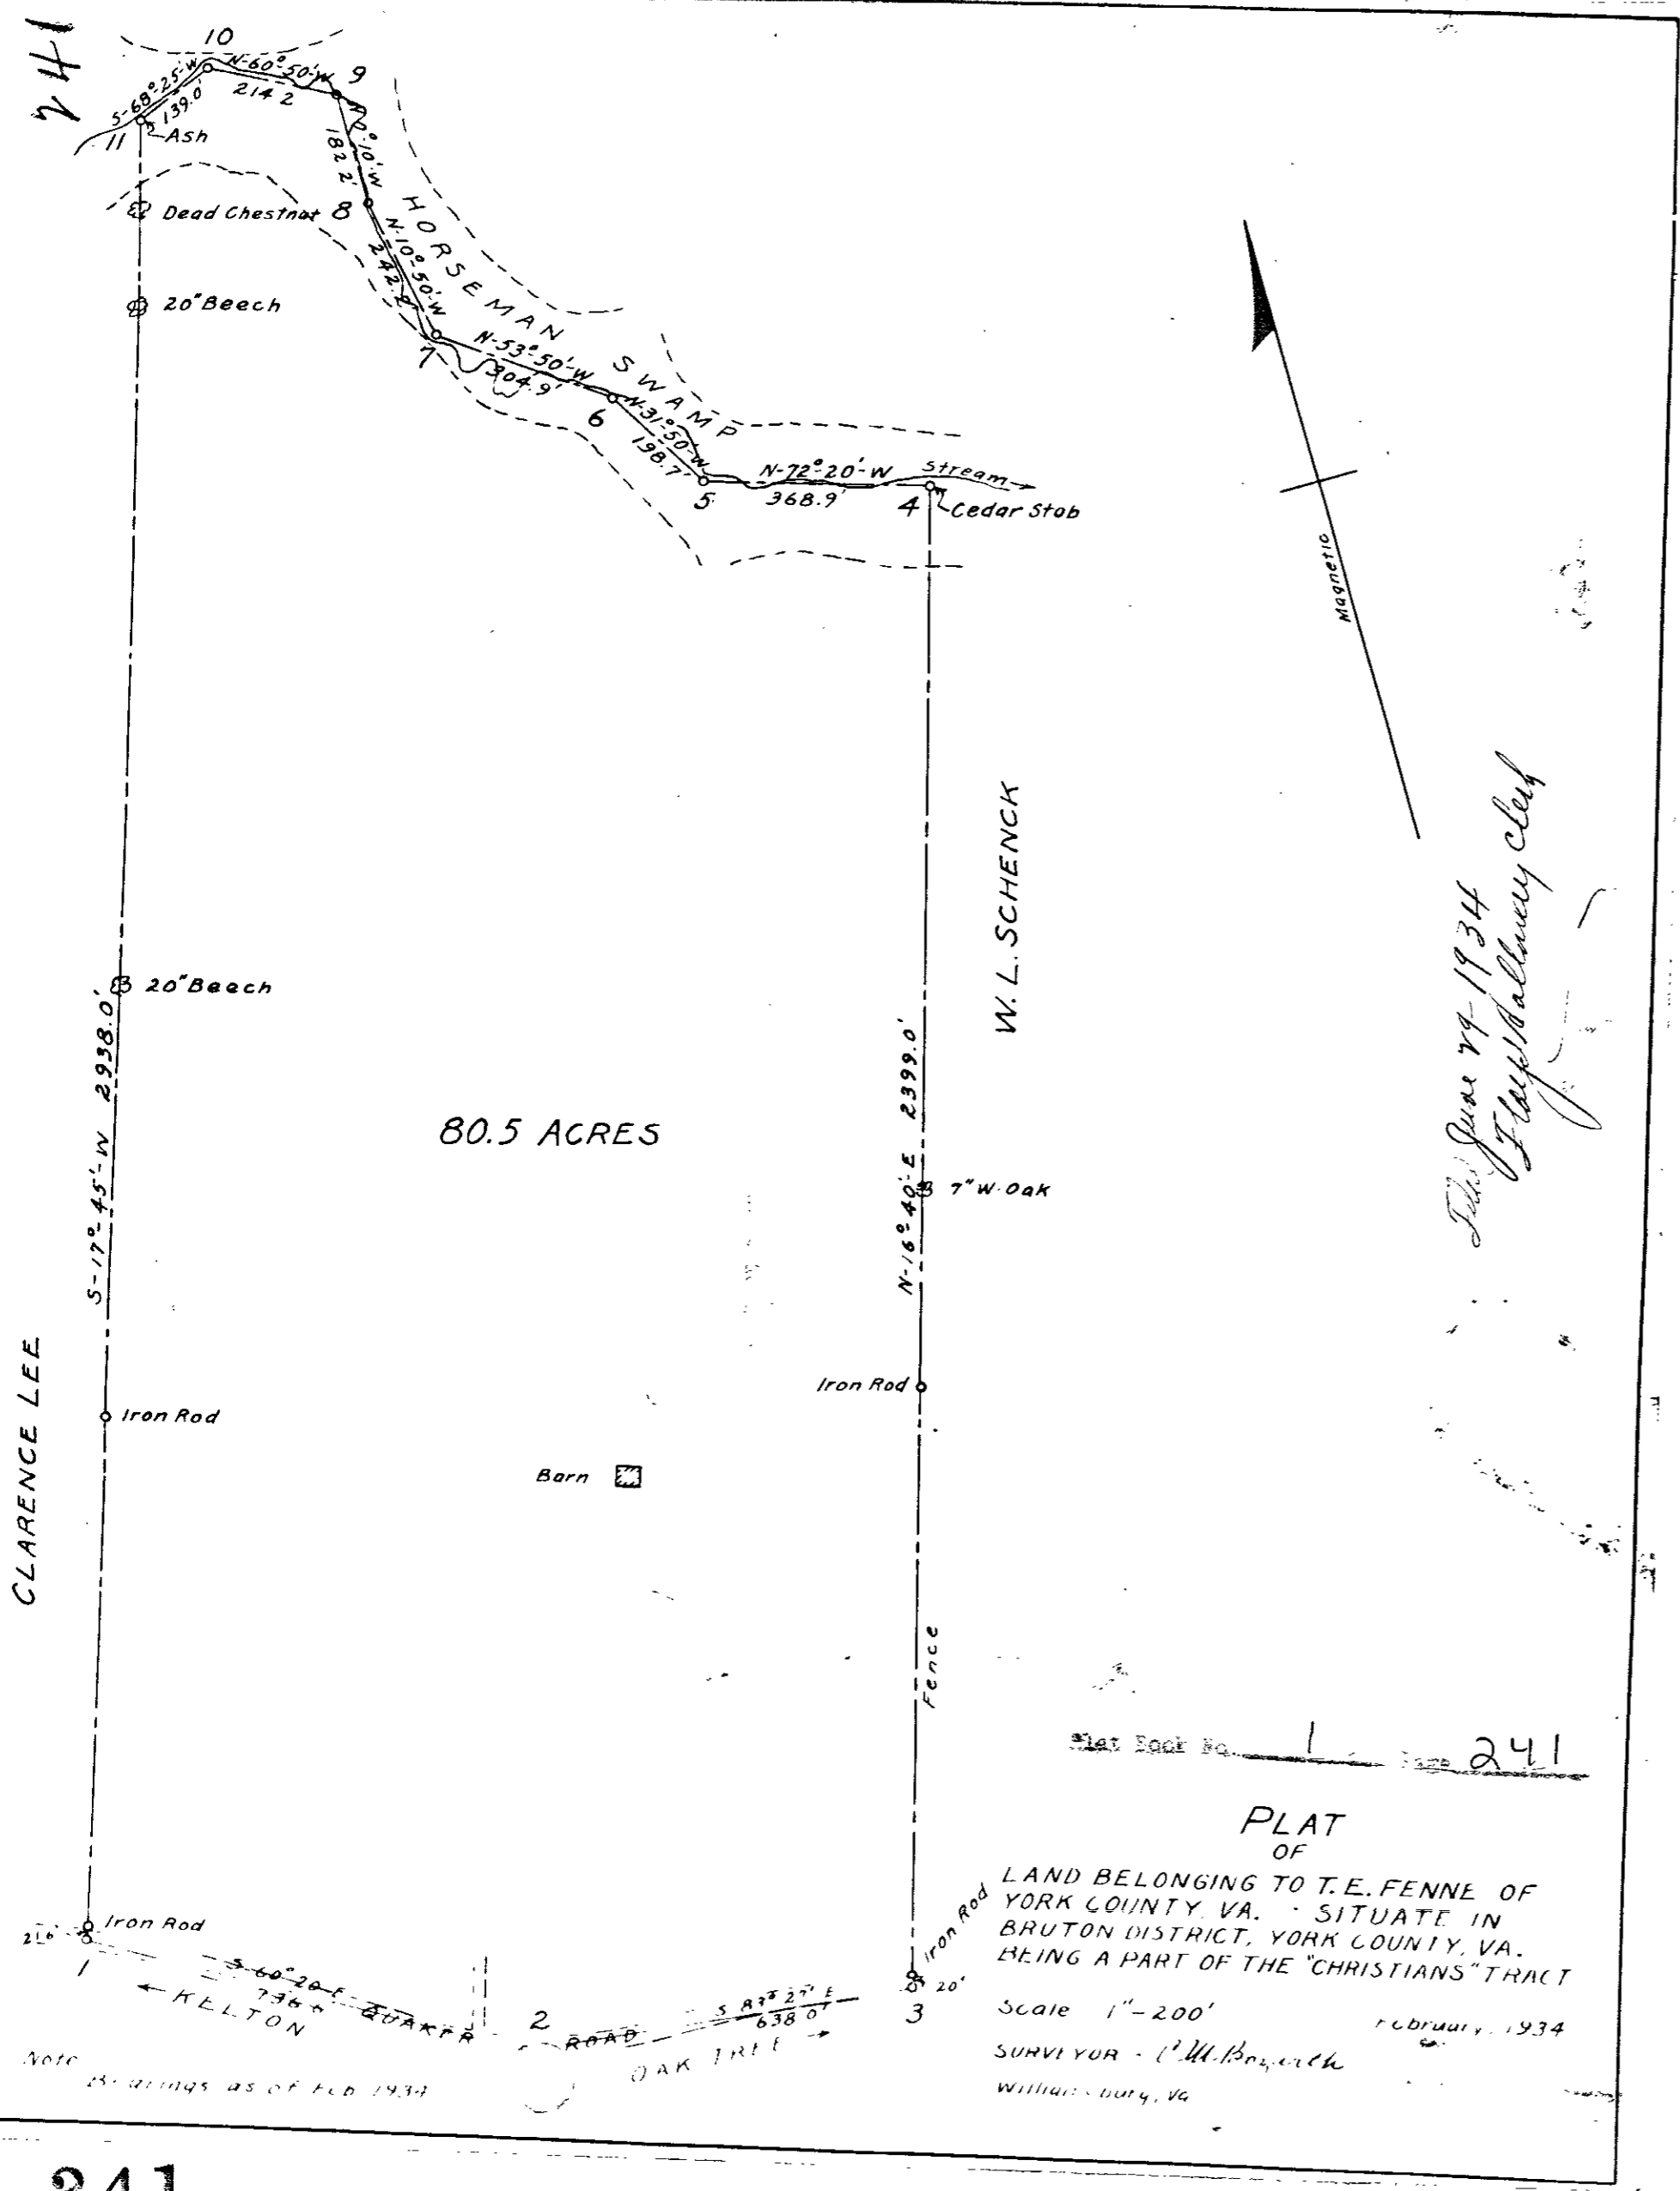 241
10
N-60°-50'-W
214.2
9
S-68°-25'-W
139.0'
11
Ash
N-0°-10'-W
182.2'
Dead Chestnut
8
HORSEMAN SWAMP
N-10°-50'-W
242.2'
20" Beech
7
N-53°-50'-W
304.9'
6
N-31°-50'-W
198.7'
5
N-72°-20'-W
368.9'
Stream
4
Cedar Stob
Magnetic
W. L. SCHENCK
20" Beech
S-17°-45'-W 2938.0'
80.5 ACRES
N-16°-40'-E 2399.0'
7" W. Oak
June 29-1934
Clerk
CLARENCE LEE
Iron Rod
Iron Rod
Barn
Fence
Plat Book No. 1 Page 241
PLAT
OF
LAND BELONGING TO T. E. FENNE OF
YORK COUNTY VA. SITUATE IN
BRUTON DISTRICT, YORK COUNTY, VA.
BEING A PART OF THE "CHRISTIANS" TRACT
Scale 1"-200'
February, 1934
SURVEYOR -
Williamsburg, Va
Iron Rod
1
S-60°-20'-E
KELTON
QUAKER ROAD
2
638.0'
OAK TREE
Iron Rod
20'
3
Note
Bearings as of Feb 1934
241